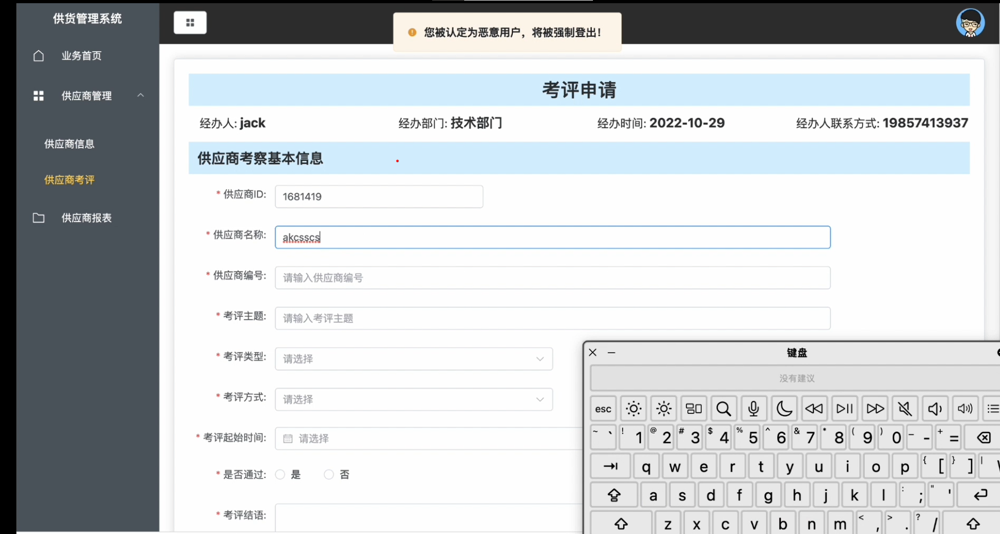 供货管理系统
业务首页
供应商管理
供应商信息
供应商考评
供应商报表
您被认定为恶意用户，将被强制登出！
考评申请
经办人: jack 经办部门: 技术部门 经办时间: 2022-10-29 经办人联系方式: 19857413937
供应商考察基本信息
* 供应商ID: 1681419
* 供应商名称: akcsscs
* 供应商编号: 请输入供应商编号
* 考评主题: 请输入考评主题
* 考评类型: 请选择
* 考评方式: 请选择
* 考评起始时间: 请选择
* 是否通过: 是 否
* 考评结语:
键盘
没有建议
esc
~ ` ! 1 @ 2 # 3 $ 4 % 5 ^ 6 & 7 * 8 ( 9 ) 0 _ - + =
q w e r t y u i o p { [ } ] |
a s d f g h j k l : ; " '
z x c v b n m < , > . ? /